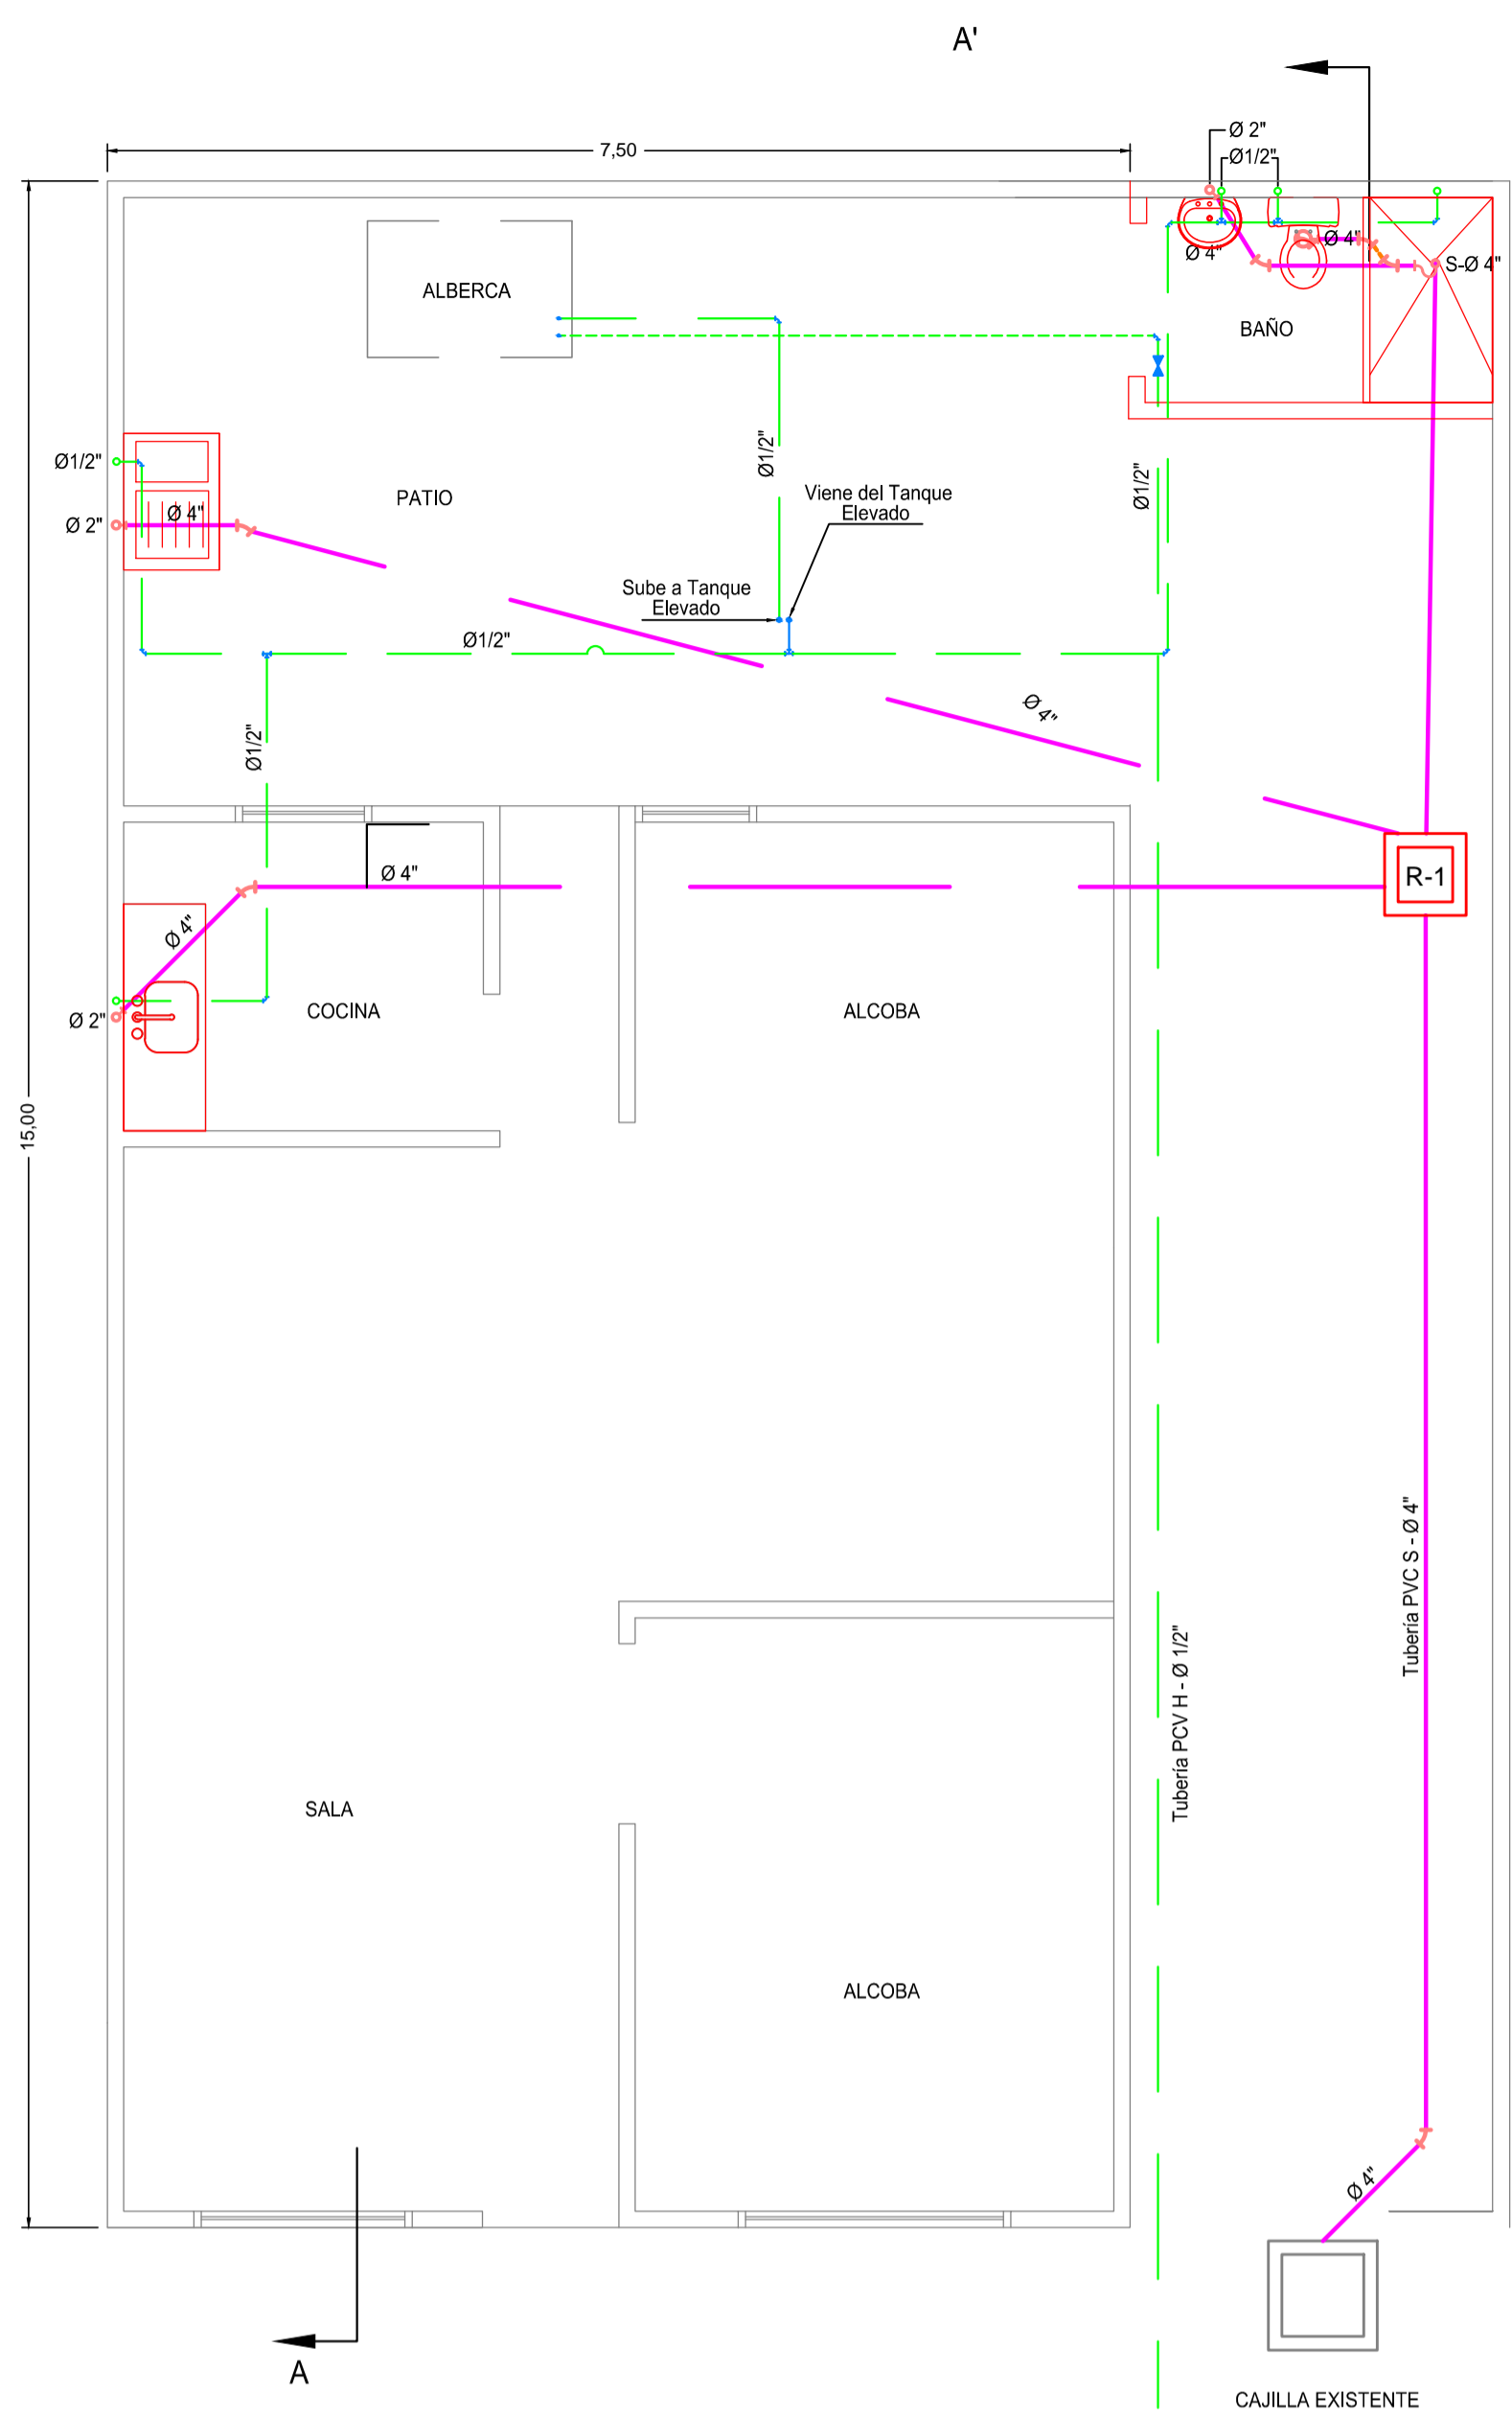 A'
Ø 2"
7,50
Ø1/2"
Ø 4"
Ø 4"
S-Ø 4"
ALBERCA
BAÑO
Ø1/2"
Ø1/2"
Ø1/2"
PATIO
Viene del Tanque
Elevado
Ø 4"
Ø 2"
Sube a Tanque
Elevado
Ø1/2"
Ø 4"
Ø1/2"
Ø 4"
R-1
Ø 4"
COCINA
ALCOBA
Ø 2"
15,00
Tubería PVC S - Ø 4"
Tubería PCV H - Ø 1/2"
SALA
ALCOBA
Ø 4"
A
CAJILLA EXISTENTE